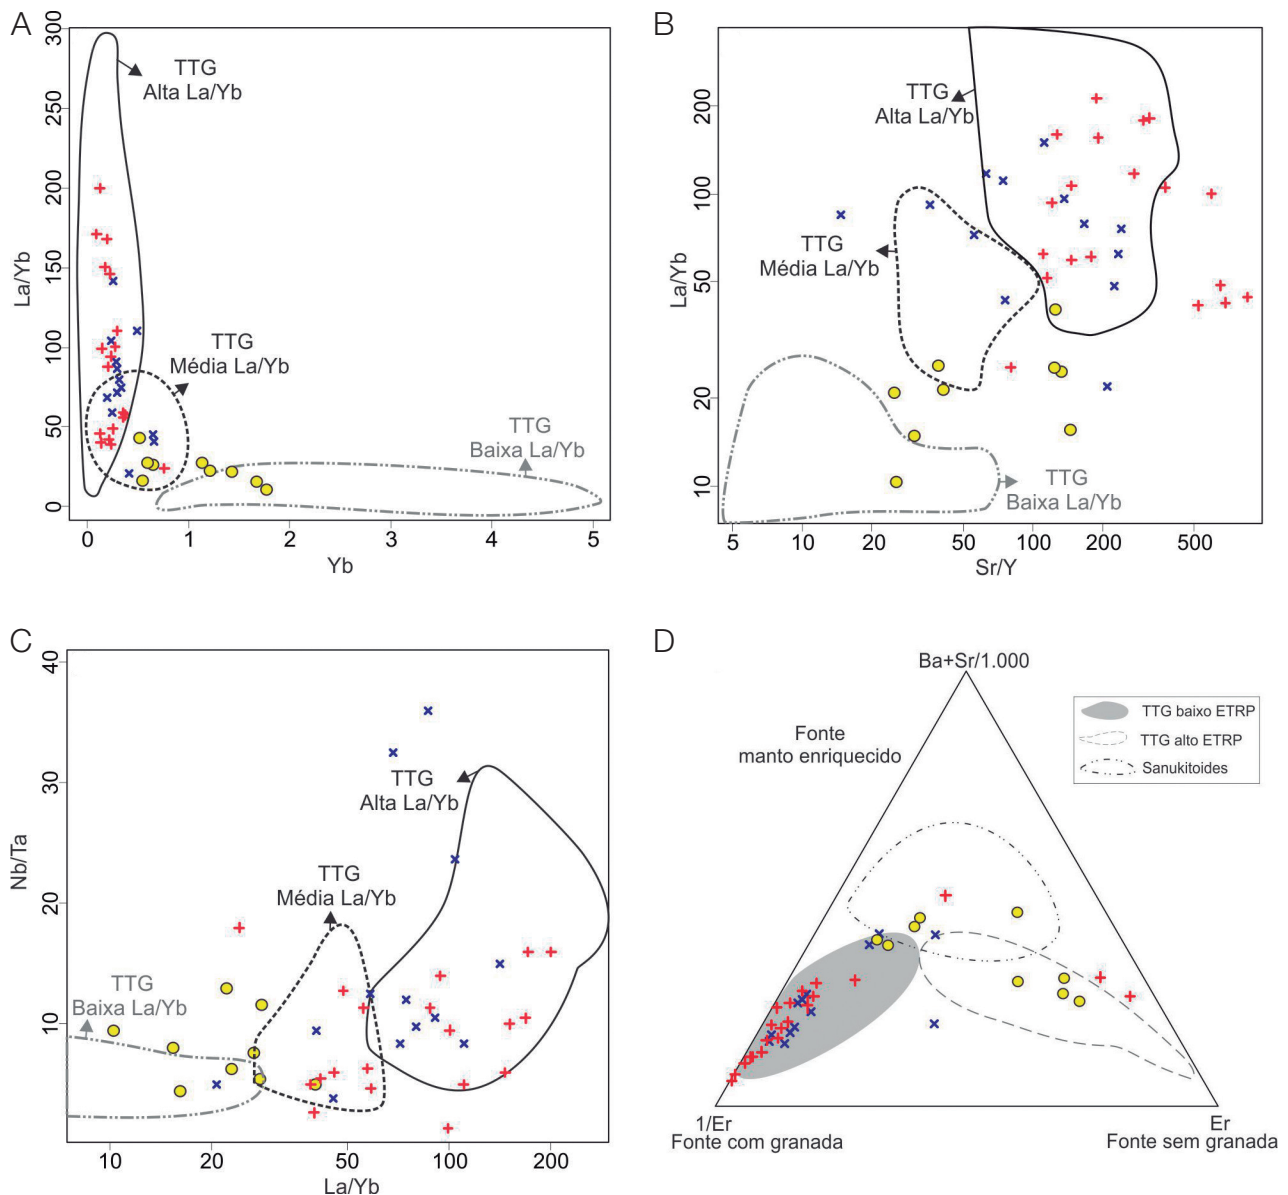 A
300
250
200
150
100
50
0
La/Yb
TTG
Alta La/Yb
TTG
Média La/Yb
TTG
Baixa La/Yb
0 1 2 3 4 5
Yb
B
200
100
50
20
10
La/Yb
TTG
Alta La/Yb
TTG
Média La/Yb
TTG
Baixa La/Yb
5 10 20 50 100 200 500
Sr/Y
C
40
30
20
10
Nb/Ta
TTG
Alta La/Yb
TTG
Média La/Yb
TTG
Baixa La/Yb
10 20 50 100 200
La/Yb
D
Ba+Sr/1.000
Fonte
manto enriquecido
TTG baixo ETRP
TTG alto ETRP
Sanukitoides
1/Er
Fonte com granada
Er
Fonte sem granada